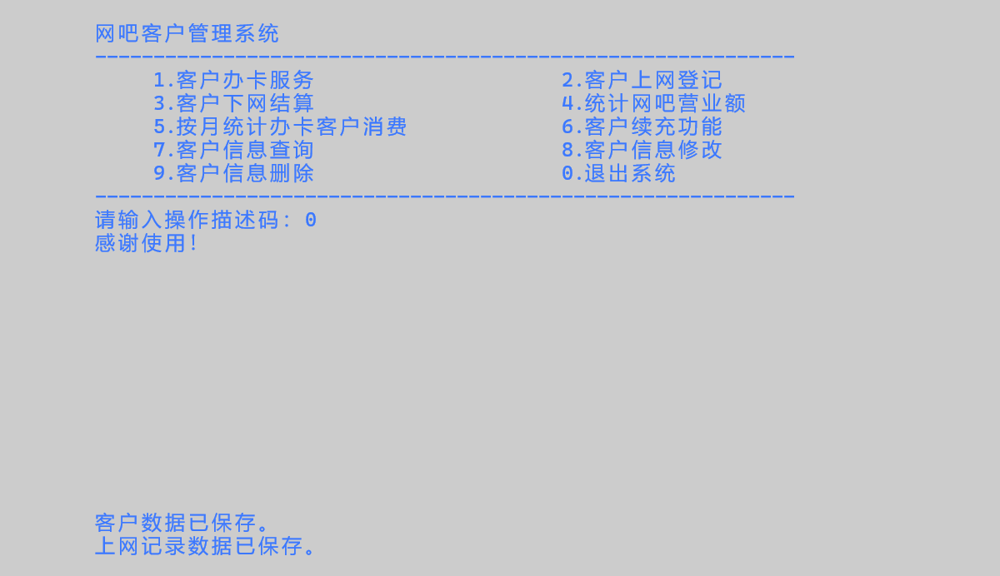 网吧客户管理系统
------------------------------------------------------------
1.客户办卡服务 2.客户上网登记
3.客户下网结算 4.统计网吧营业额
5.按月统计办卡客户消费 6.客户续充功能
7.客户信息查询 8.客户信息修改
9.客户信息删除 0.退出系统
------------------------------------------------------------
请输入操作描述码: 0
感谢使用!
客户数据已保存。
上网记录数据已保存。